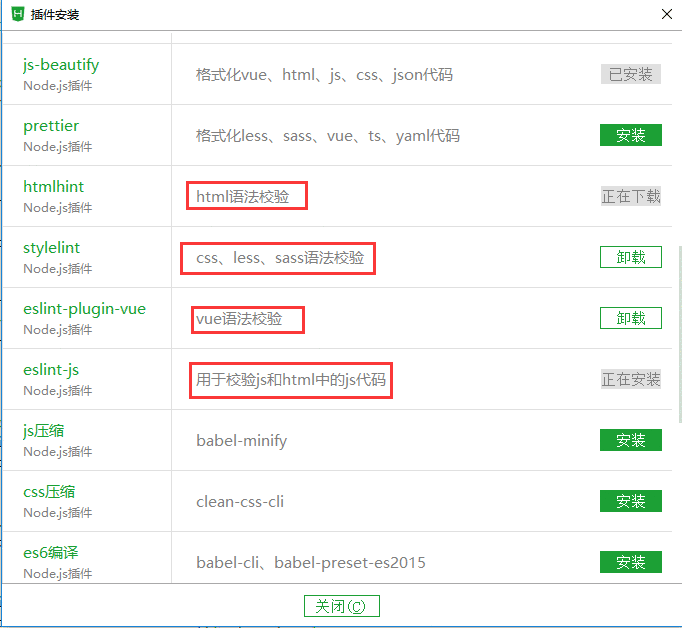 插件安装
js-beautify
Node.js插件
格式化vue、html、js、css、json代码
已安装
prettier
Node.js插件
格式化less、sass、vue、ts、yaml代码
安装
htmlhint
Node.js插件
html语法校验
正在下载
stylelint
Node.js插件
css、less、sass语法校验
卸载
eslint-plugin-vue
Node.js插件
vue语法校验
卸载
eslint-js
Node.js插件
用于校验js和html中的js代码
正在安装
js压缩
Node.js插件
babel-minify
安装
css压缩
Node.js插件
clean-css-cli
安装
es6编译
Node.js插件
babel-cli、babel-preset-es2015
安装
关闭(C)